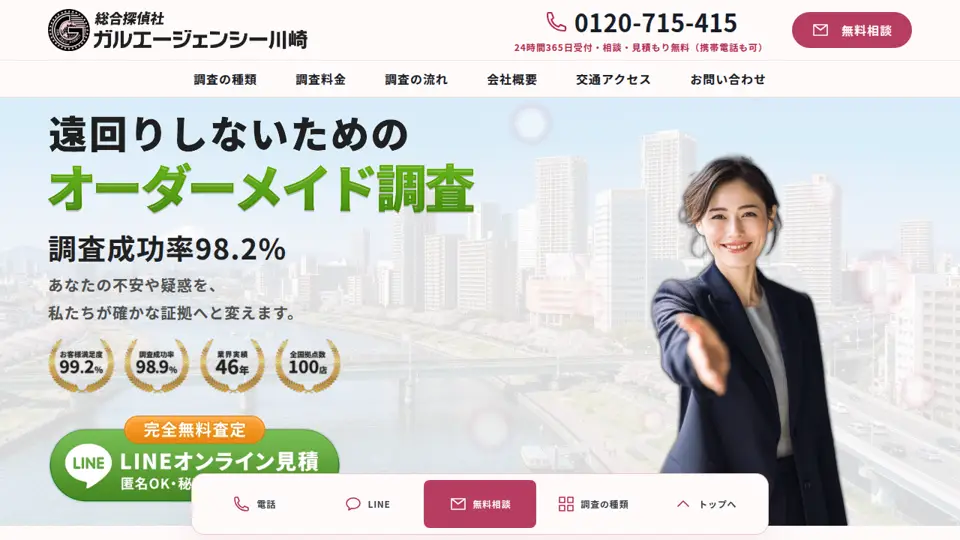 総合探偵社
ガルエージェンシー川崎
0120-715-415
24時間365日受付・相談・見積もり無料（携帯電話も可）
無料相談
調査の種類
調査料金
調査の流れ
会社概要
交通アクセス
お問い合わせ
遠回りしないための
オーダーメイド調査
調査成功率98.2%
あなたの不安や疑惑を、
私たちが確かな証拠へと変えます。
お客様満足度
99.2%
調査成功率
98.9%
業界実績
46年
全国拠点数
100店
完全無料査定
LINE
LINEオンライン見積
匿名OK・秘
電話
LINE
無料相談
調査の種類
トップへ